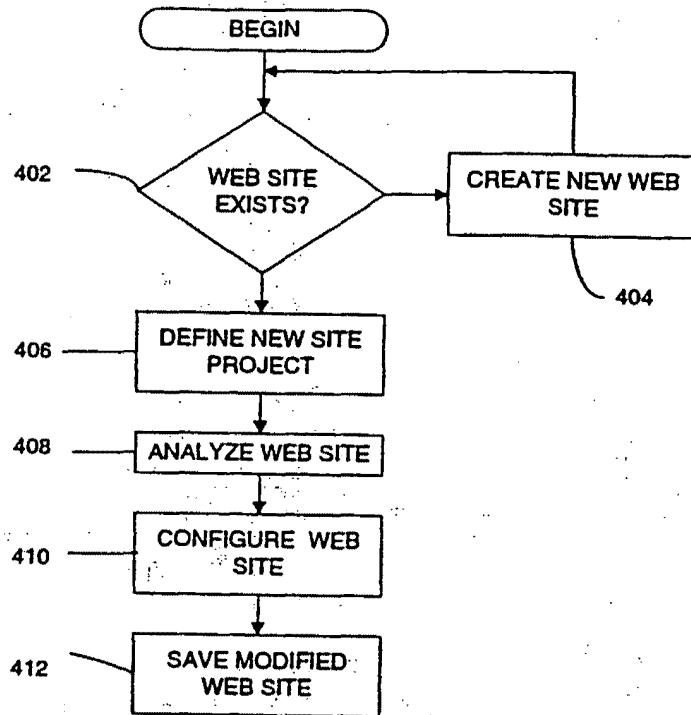 BEGIN
402
WEB SITE
EXISTS?
CREATE NEW WEB
SITE
404
406
DEFINE NEW SITE
PROJECT
408
ANALYZE WEB SITE
410
CONFIGURE WEB
SITE
412
SAVE MODIFIED
WEB SITE